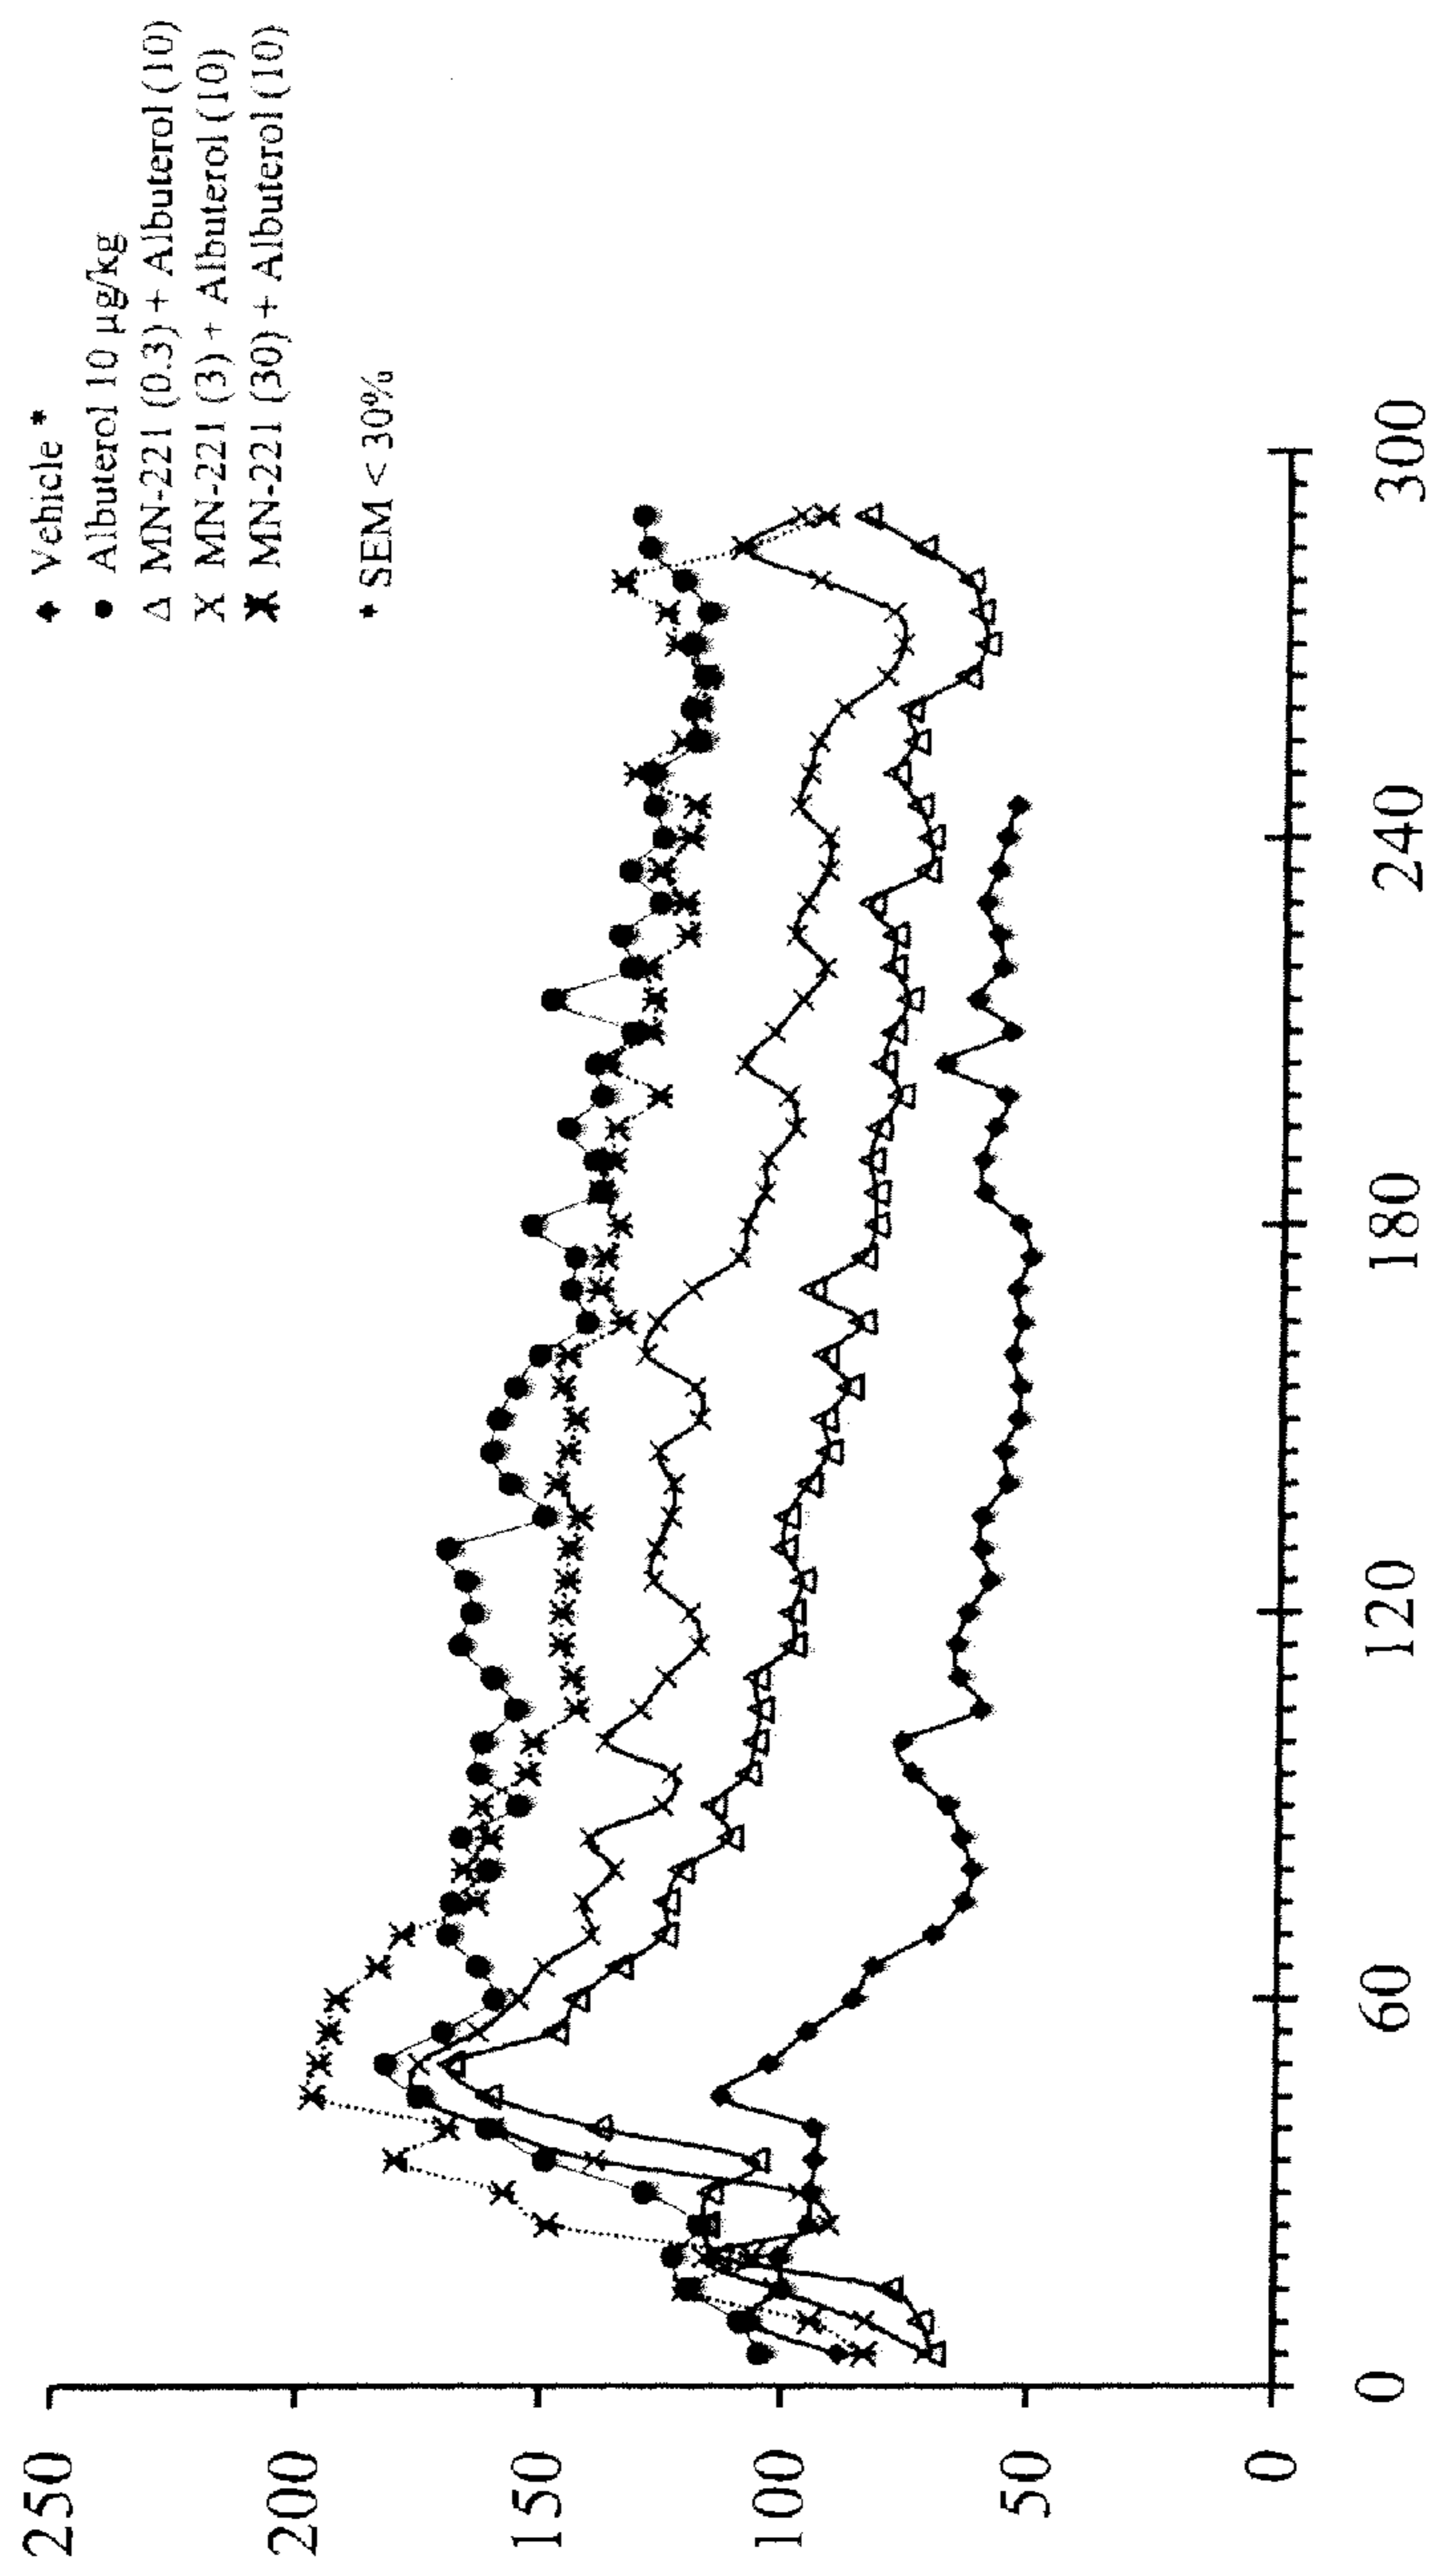 Vehicle *
Albuterol 10 µg/kg
Δ MN-221 (0.3) + Albuterol (10)
X MN-221 (3) + Albuterol (10)
MN-221 (30) + Albuterol (10)
* SEM < 30%
250
200
150
100
50
0
0
60
120
180
240
300